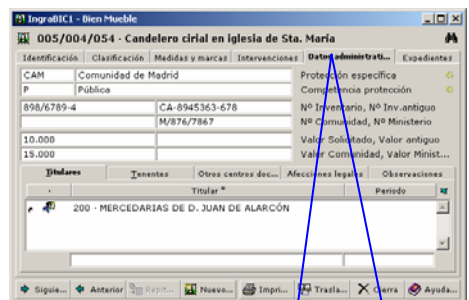 IngraBIC1 - Bien Mueble
005/004/054 - Candelero cirial en iglesia de Sta. María
Identificación Clasificación Medidas y marcas Intervenciones Datos administrati... Expedientes
CAM Comunidad de Madrid Protección específica
P Pública Competencia protección
898/6789-4 CA-8945363-678 Nº Inventario, Nº Inv.antiguo
M/876/7867 Nº Comunidad, Nº Ministerio
10.000 Valor Solicitado, Valor antiguo
15.000 Valor Comunidad, Valor Minist...
Titulares Tenentes Otros centros doc... Afecciones legales Observaciones
· Titular * Periodo
200 - MERCEDARIAS DE D. JUAN DE ALARCÓN
Siguie... Anterior Repit... Nuevo... Impri... Trasla... Cierra Ayuda...